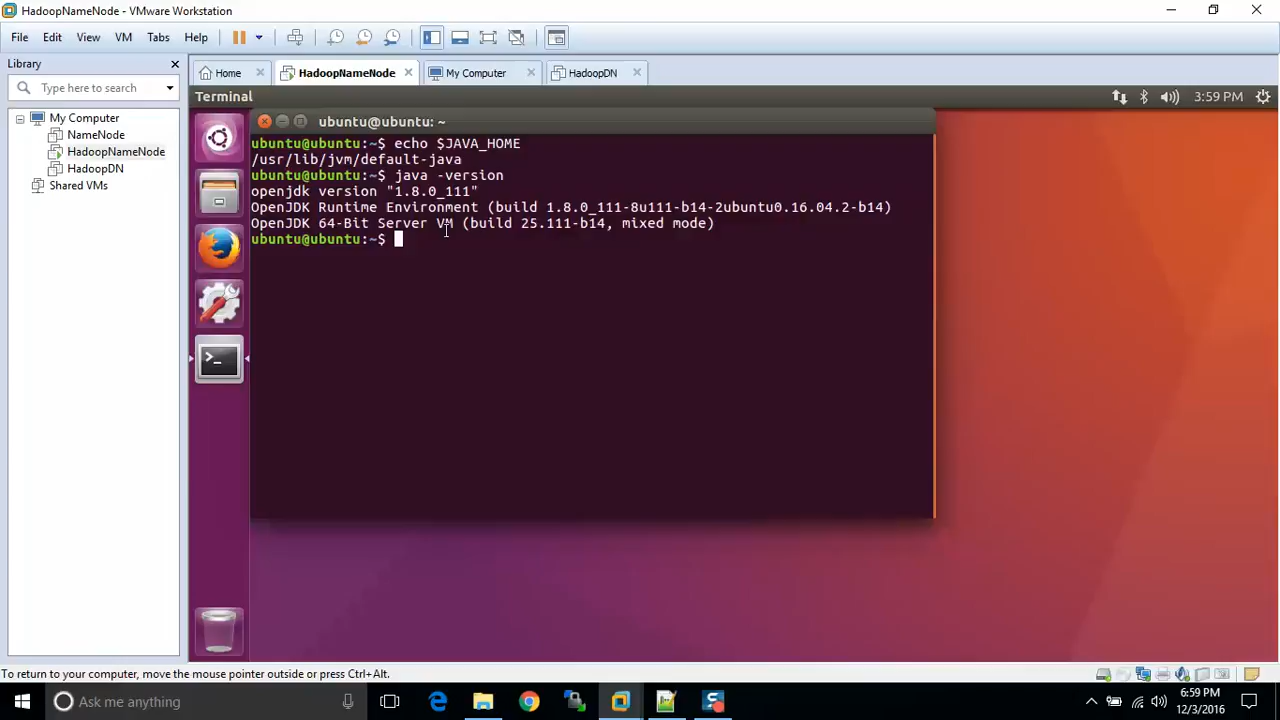 HadoopNameNode - VMware Workstation
File Edit View VM Tabs Help
Library
Type here to search
My Computer
NameNode
HadoopNameNode
HadoopDN
Shared VMs
Home HadoopNameNode My Computer HadoopDN
Terminal 3:59 PM
ubuntu@ubuntu: ~
ubuntu@ubuntu:~$ echo $JAVA_HOME
/usr/lib/jvm/default-java
ubuntu@ubuntu:~$ java -version
openjdk version "1.8.0_111"
OpenJDK Runtime Environment (build 1.8.0_111-8u111-b14-2ubuntu0.16.04.2-b14)
OpenJDK 64-Bit Server VM (build 25.111-b14, mixed mode)
ubuntu@ubuntu:~$
To return to your computer, move the mouse pointer outside or press Ctrl+Alt.
Ask me anything
6:59 PM
12/3/2016